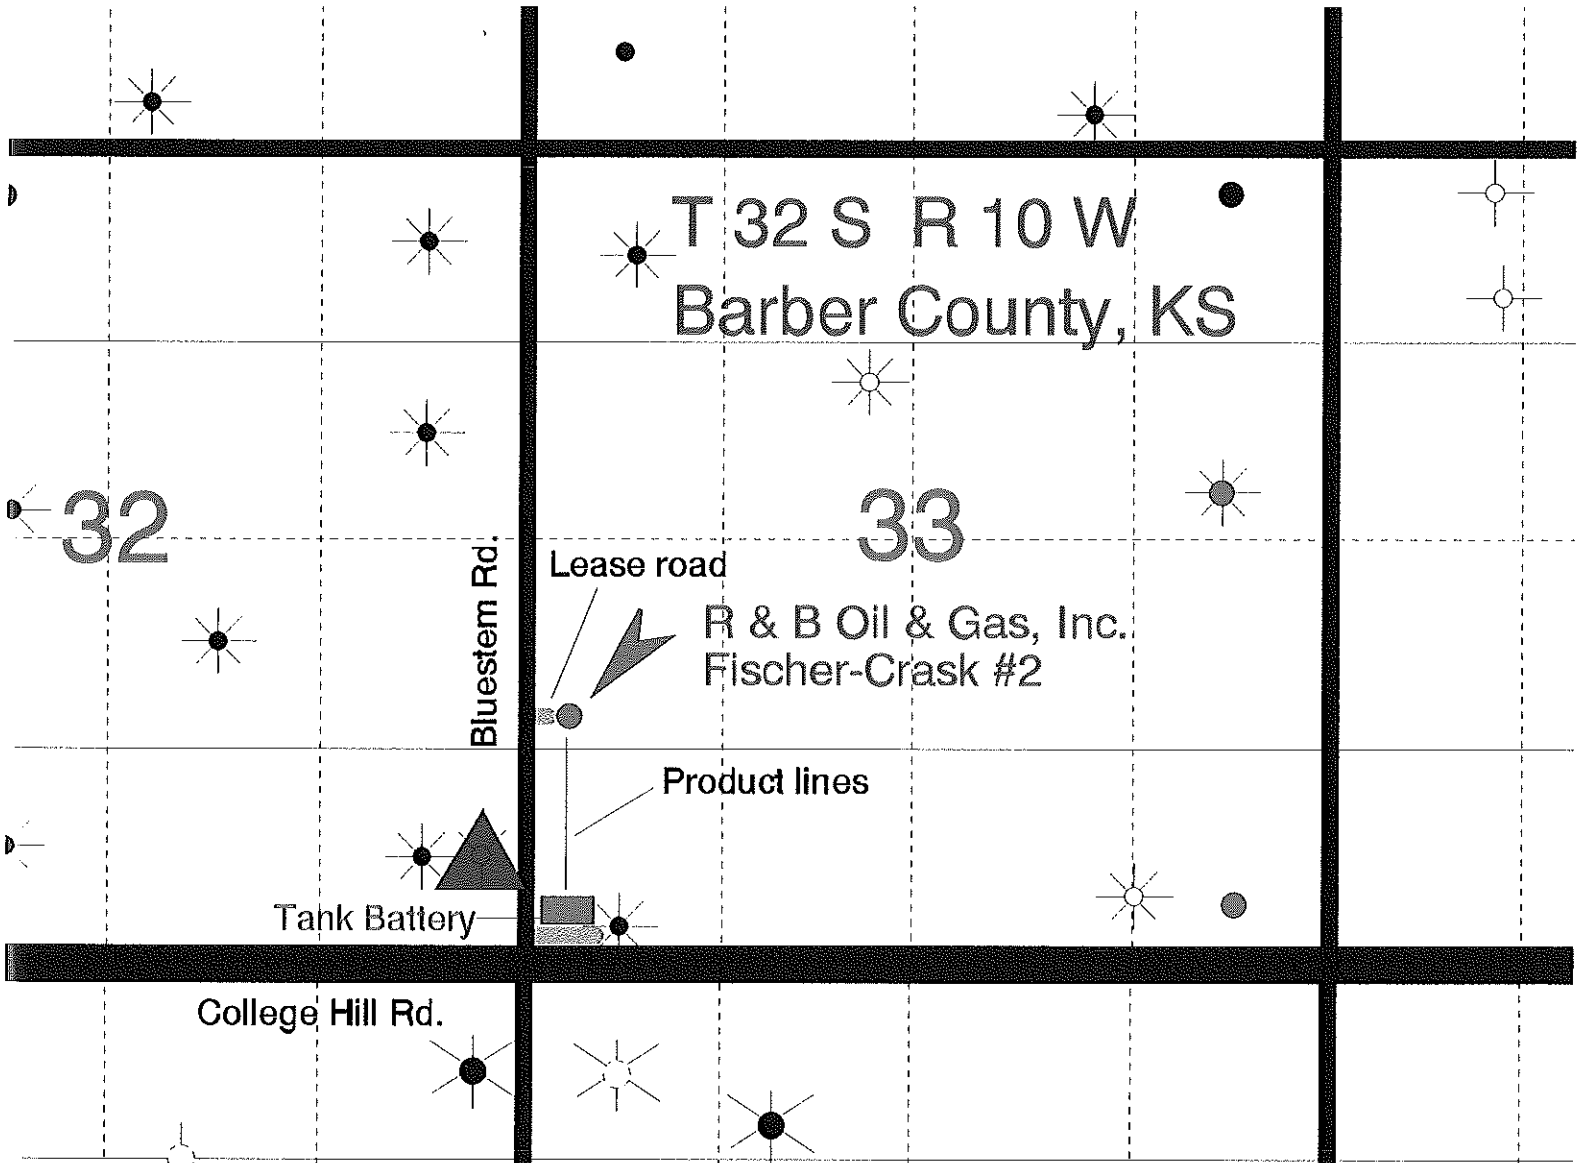 T 32 S R 10 W
Barber County, KS
32
33
Bluestem Rd.
Lease road
R & B Oil & Gas, Inc.
Fischer-Crask #2
Product lines
Tank Battery
College Hill Rd.